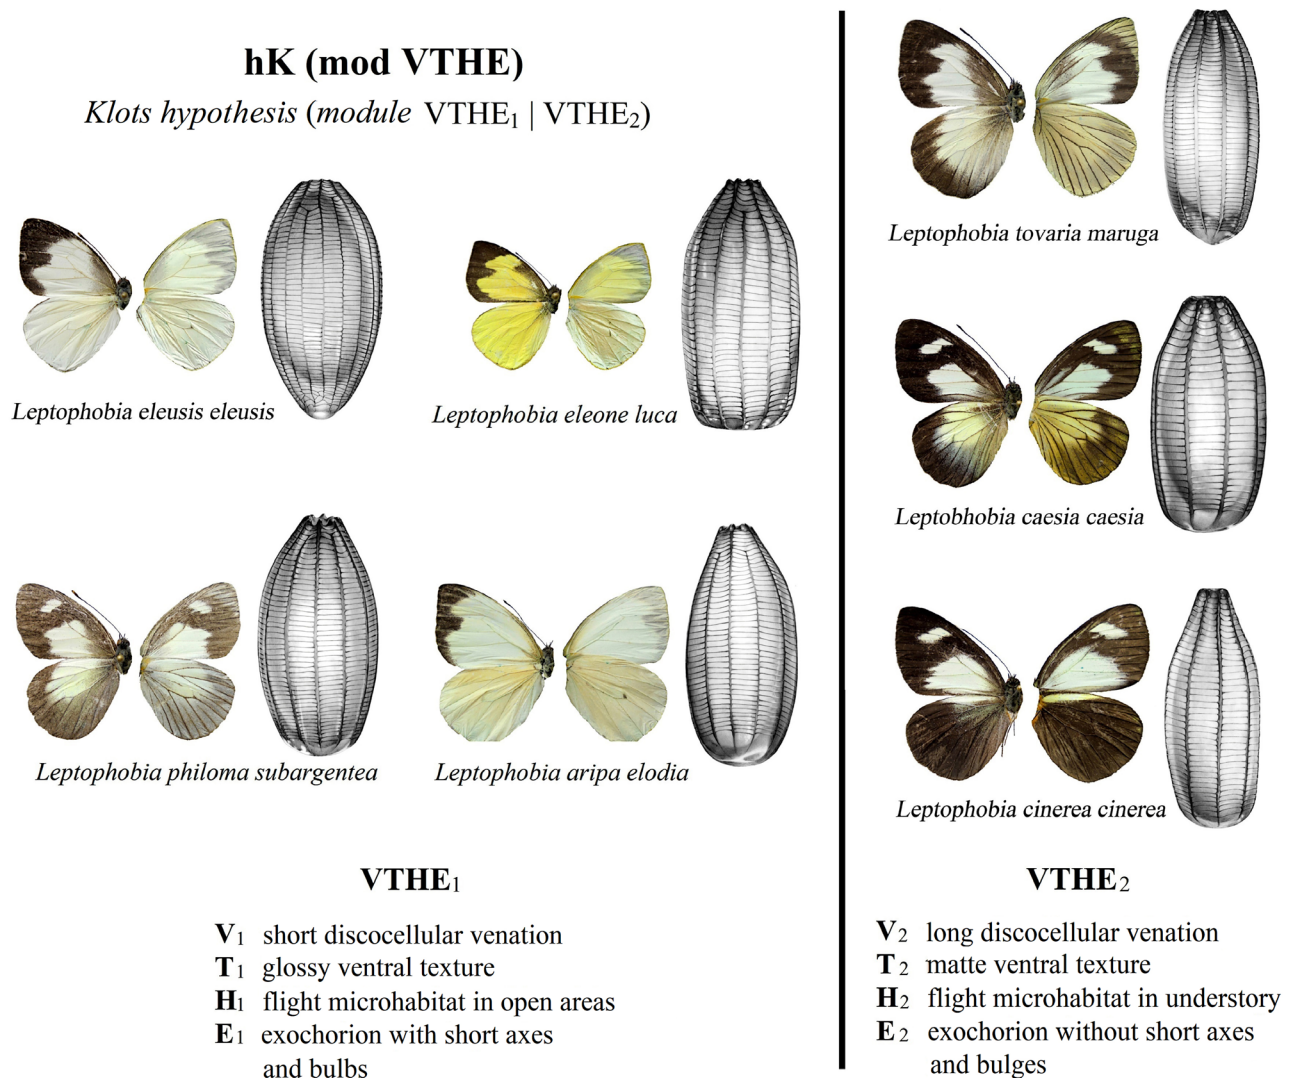 hK (mod VTHE)
Klots hypothesis (module VTHE1 | VTHE2)
Leptophobia eleusis eleusis
Leptophobia eleone luca
Leptophobia philoma subargentea
Leptophobia aripa elodia
VTHE1
V1 short discocellular venation
T1 glossy ventral texture
H1 flight microhabitat in open areas
E1 exochorion with short axes
and bulbs
Leptophobia tovaria maruga
Leptobhobia caesia caesia
Leptophobia cinerea cinerea
VTHE2
V2 long discocellular venation
T2 matte ventral texture
H2 flight microhabitat in understory
E2 exochorion without short axes
and bulges